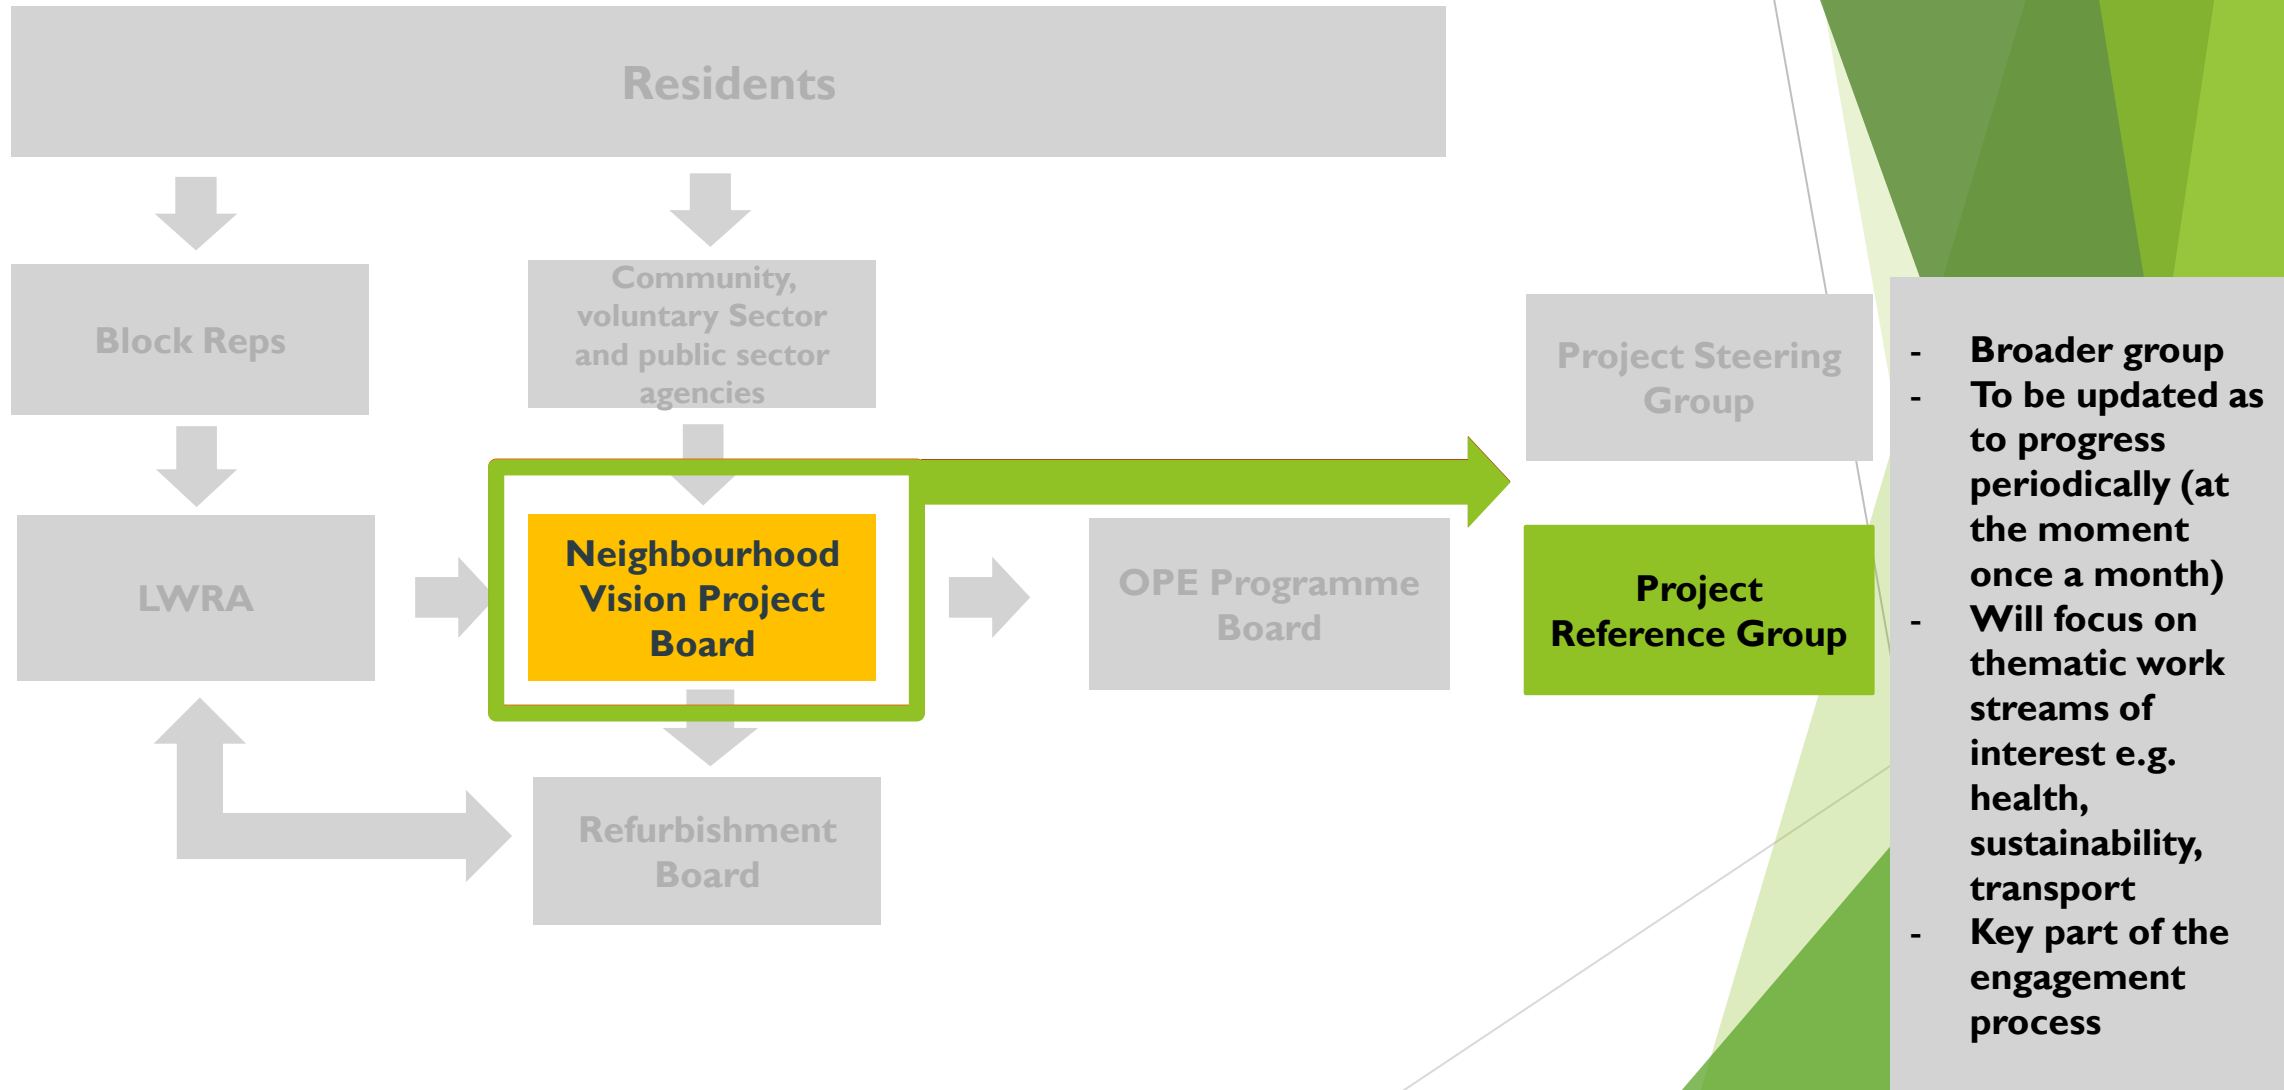 Residents
Block Reps
Community,
voluntary Sector
and public sector
agencies
Project Steering
Group
LWRA
Neighbourhood
Vision Project
Board
OPE Programme
Board
Project
Reference Group
Refurbishment
Board
- Broader group
- To be updated as
to progress
periodically (at
the moment
once a month)
- Will focus on
thematic work
streams of
interest e.g.
health,
sustainability,
transport
- Key part of the
engagement
process